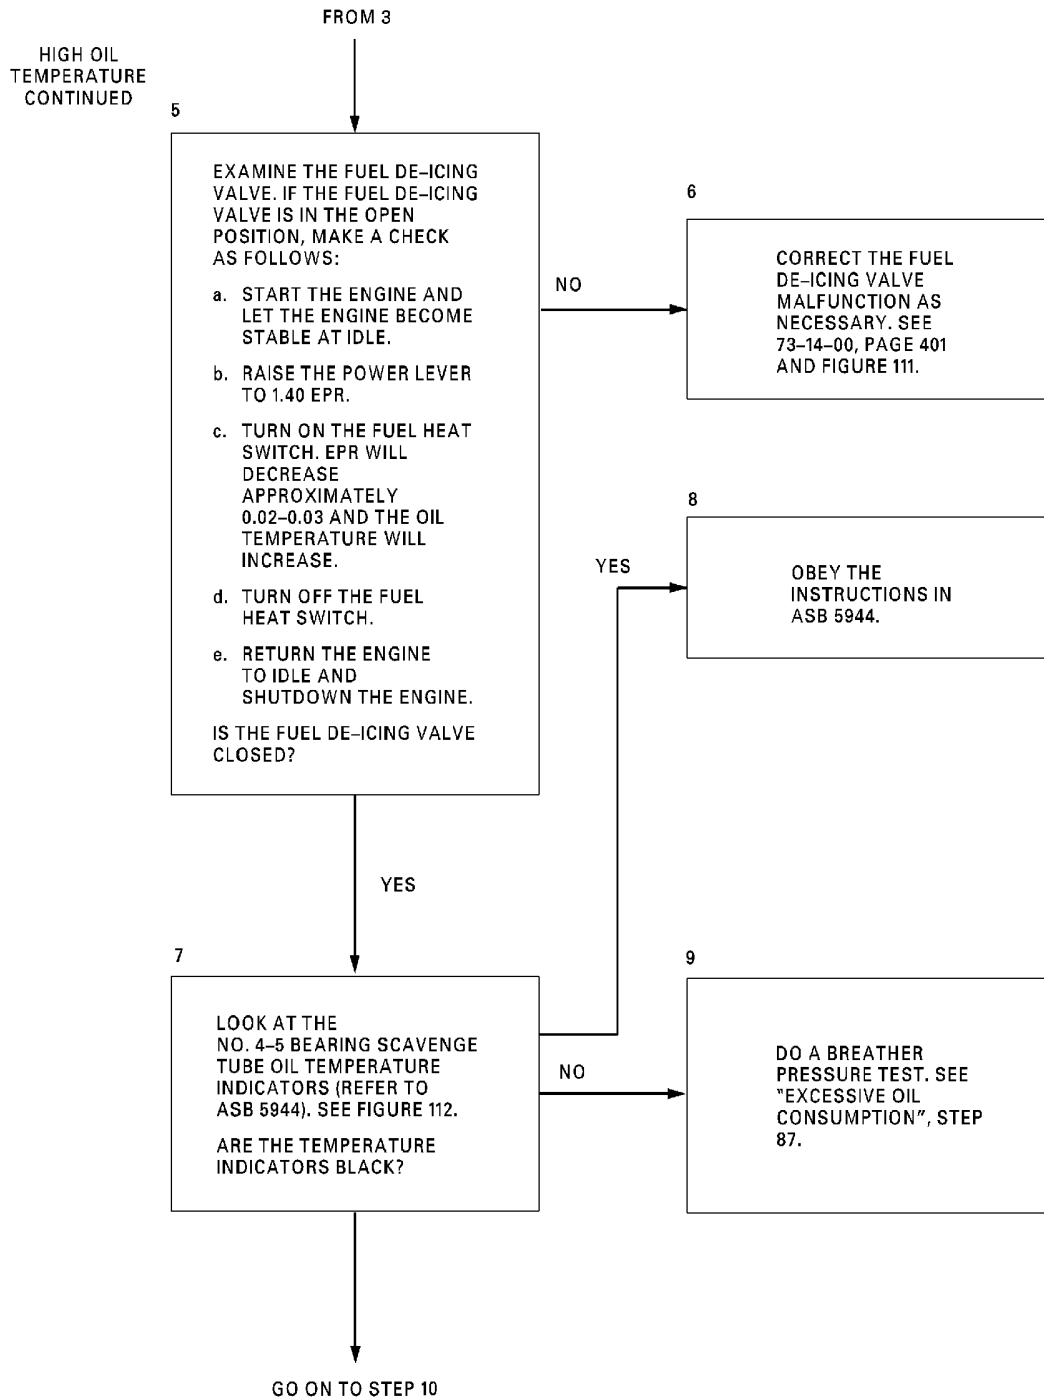 FROM 3
HIGH OIL
TEMPERATURE
CONTINUED
5
EXAMINE THE FUEL DE–ICING
VALVE. IF THE FUEL DE–ICING
VALVE IS IN THE OPEN
POSITION, MAKE A CHECK
AS FOLLOWS:
a. START THE ENGINE AND
LET THE ENGINE BECOME
STABLE AT IDLE.
b. RAISE THE POWER LEVER
TO 1.40 EPR.
c. TURN ON THE FUEL HEAT
SWITCH. EPR WILL
DECREASE
APPROXIMATELY
0.02–0.03 AND THE OIL
TEMPERATURE WILL
INCREASE.
d. TURN OFF THE FUEL
HEAT SWITCH.
e. RETURN THE ENGINE
TO IDLE AND
SHUTDOWN THE ENGINE.
IS THE FUEL DE–ICING VALVE
CLOSED?
NO
6
CORRECT THE FUEL
DE–ICING VALVE
MALFUNCTION AS
NECESSARY. SEE
73–14–00, PAGE 401
AND FIGURE 111.
YES
7
LOOK AT THE
NO. 4–5 BEARING SCAVENGE
TUBE OIL TEMPERATURE
INDICATORS (REFER TO
ASB 5944). SEE FIGURE 112.
ARE THE TEMPERATURE
INDICATORS BLACK?
YES
8
OBEY THE
INSTRUCTIONS IN
ASB 5944.
NO
9
DO A BREATHER
PRESSURE TEST. SEE
"EXCESSIVE OIL
CONSUMPTION", STEP
87.
GO ON TO STEP 10